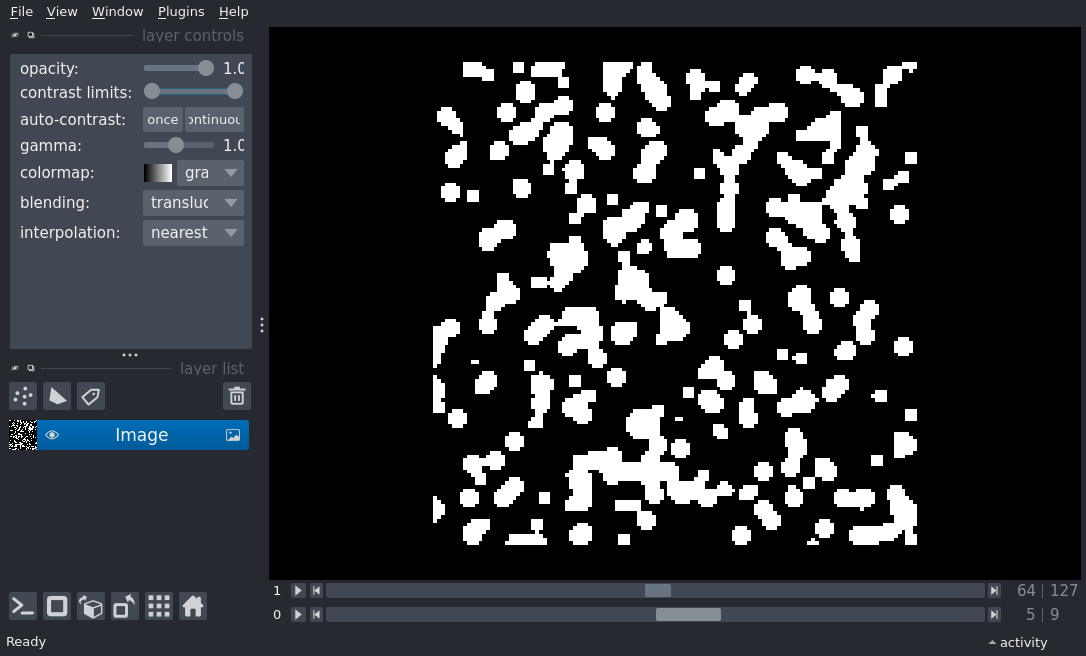 File View Window Plugins Help
layer controls
opacity: 1.0
contrast limits:
auto-contrast: once ontinuou
gamma: 1.0
colormap: gra
blending: transluc
interpolation: nearest
layer list
Image
1 64 | 127
0 5 | 9
Ready activity